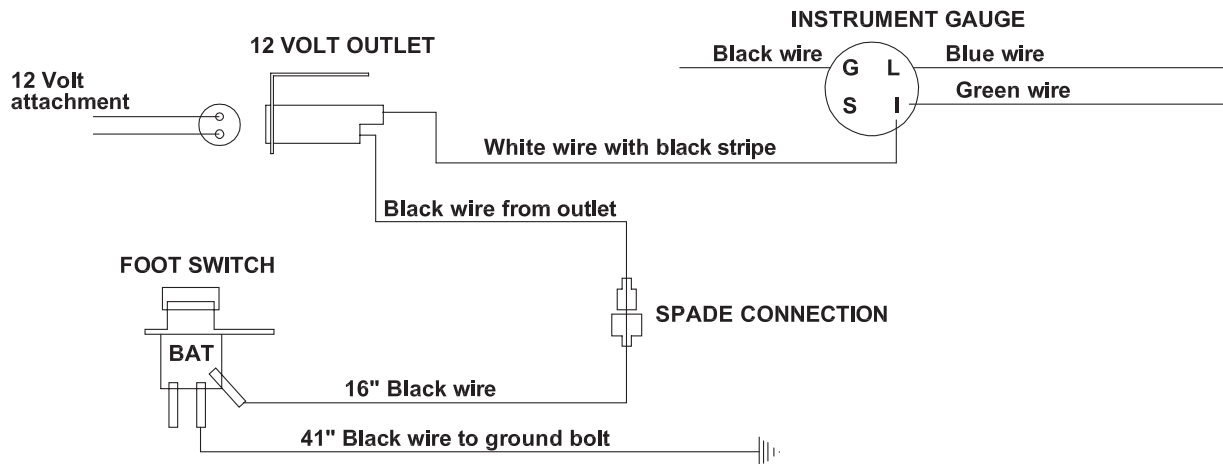 INSTRUMENT GAUGE
12 VOLT OUTLET
Black wire
Blue wire
G L
12 Volt
attachment
Green wire
S I
White wire with black stripe
Black wire from outlet
FOOT SWITCH
SPADE CONNECTION
BAT
16" Black wire
41" Black wire to ground bolt